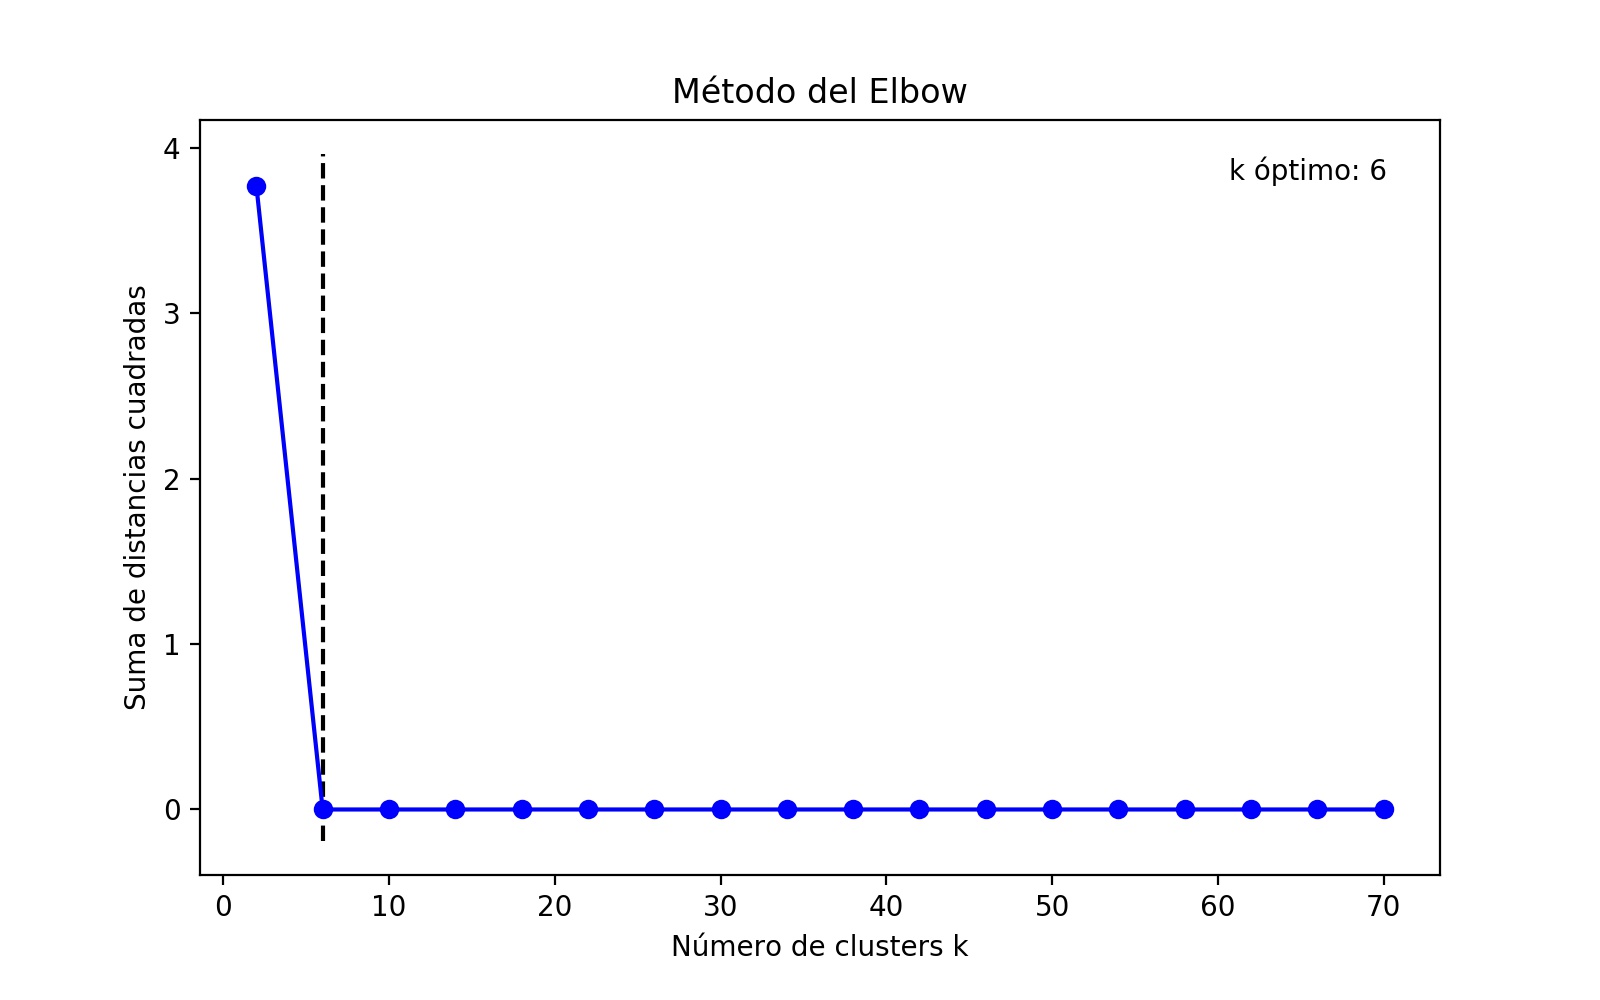 Método del Elbow
k óptimo: 6
Suma de distancias cuadradas
4
3
2
1
0
0 10 20 30 40 50 60 70
Número de clusters k